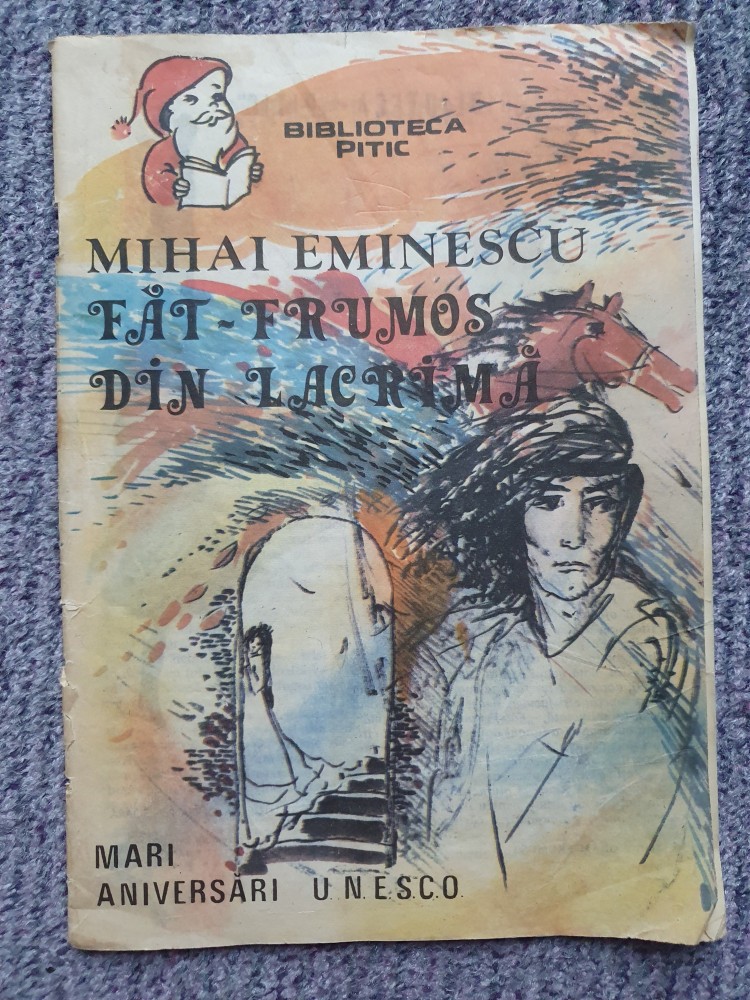 BIBLIOTECA
PITIC
MIHAI EMINESCU
FĂT-FRUMOS
DIN LACRIMĂ
MARI
ANIVERSĂRI U.N.E.S.C.O.